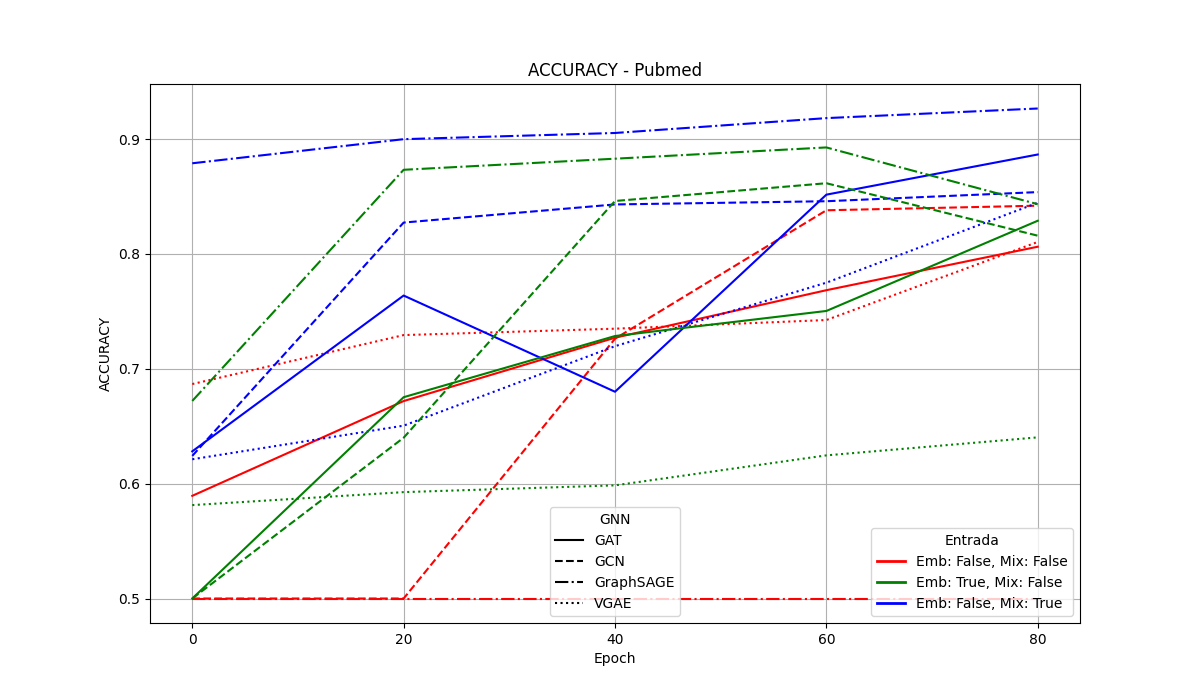 ACCURACY - Pubmed
ACCURACY
0.9
0.8
0.7
0.6
0.5
GNN
GAT
GCN
GraphSAGE
VGAE
Entrada
Emb: False, Mix: False
Emb: True, Mix: False
Emb: False, Mix: True
0 20 40 60 80
Epoch